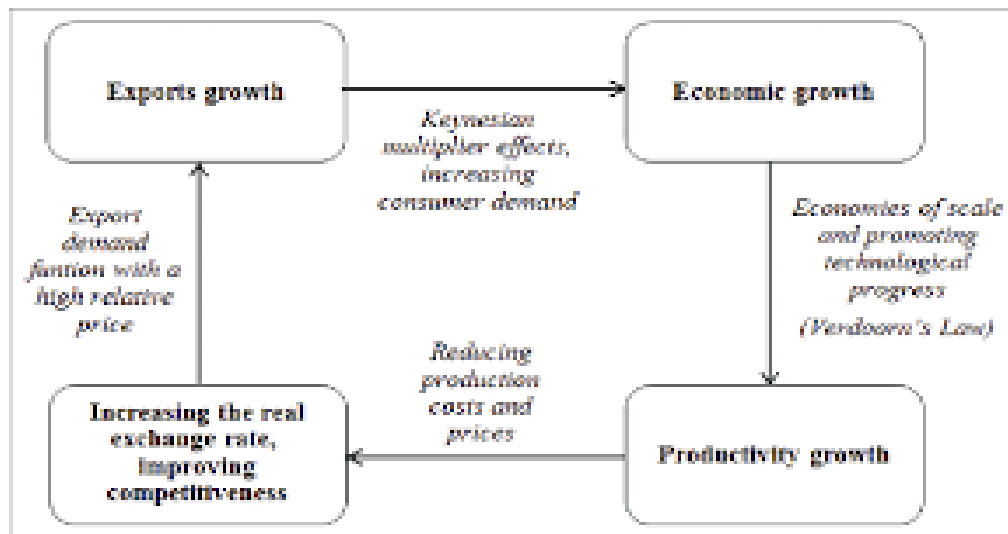 Exports growth
Economic growth
Keynesian
multiplier effects,
increasing
consumer demand
Export
demand
funtion with a
high relative
price
Economies of scale
and promoting
technological
progress
(Verdoorn's Law)
Reducing
production
costs and
prices
Increasing the real
exchange rate,
improving
competitiveness
Productivity growth